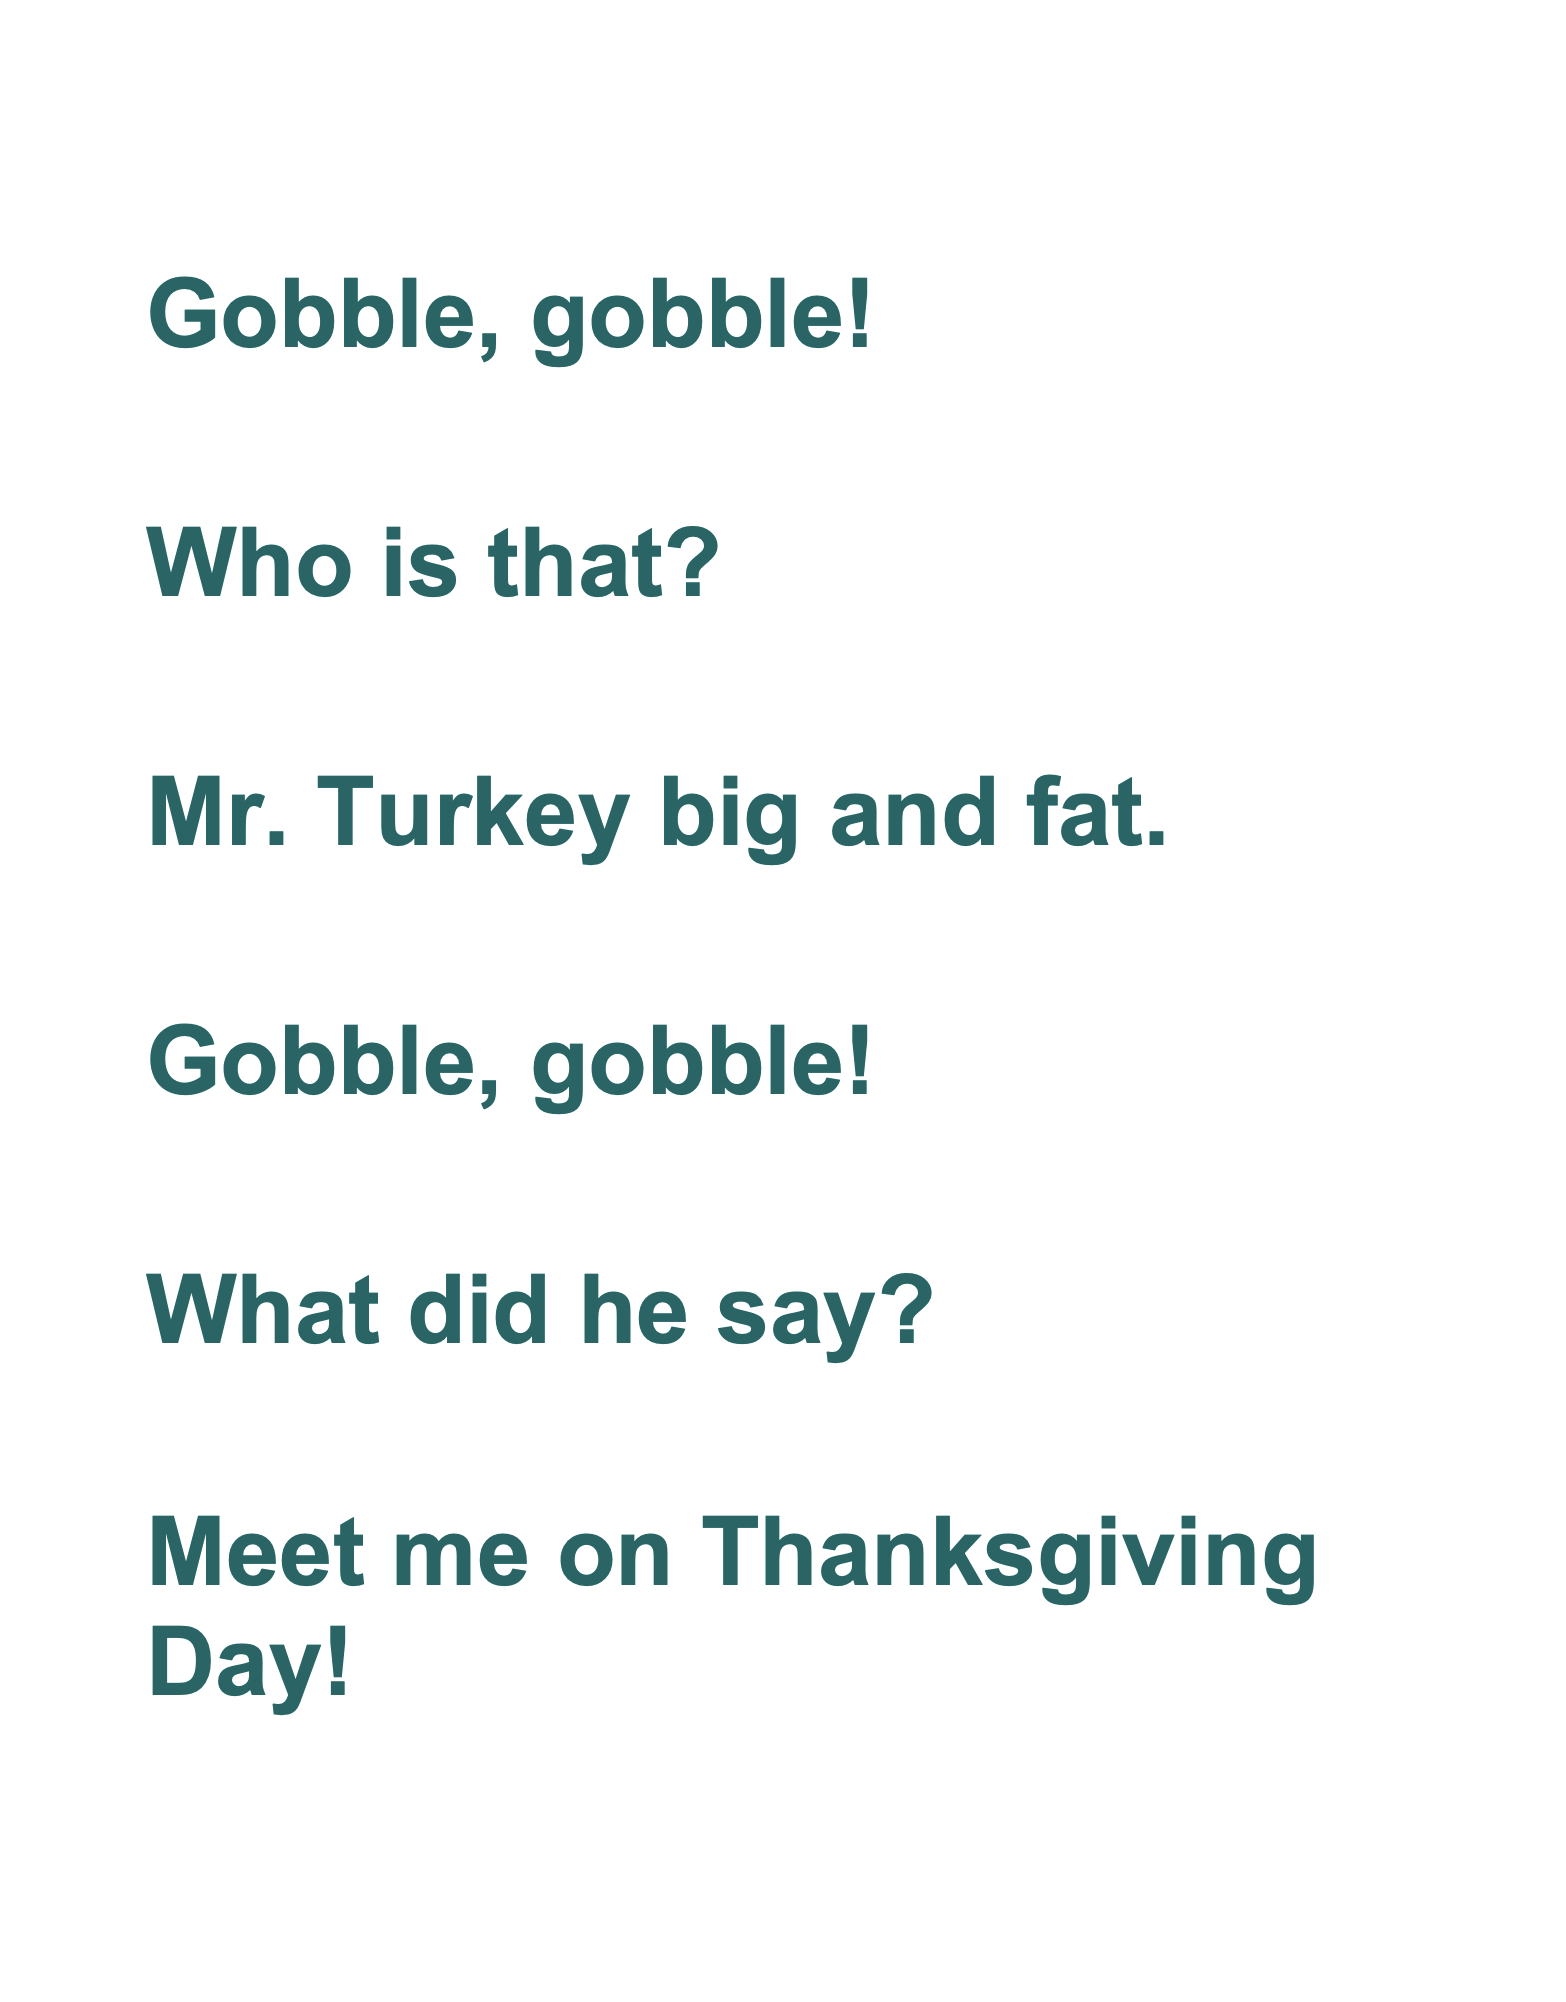 Gobble, gobble!
Who is that?
Mr. Turkey big and fat.
Gobble, gobble!
What did he say?
Meet me on Thanksgiving
Day!